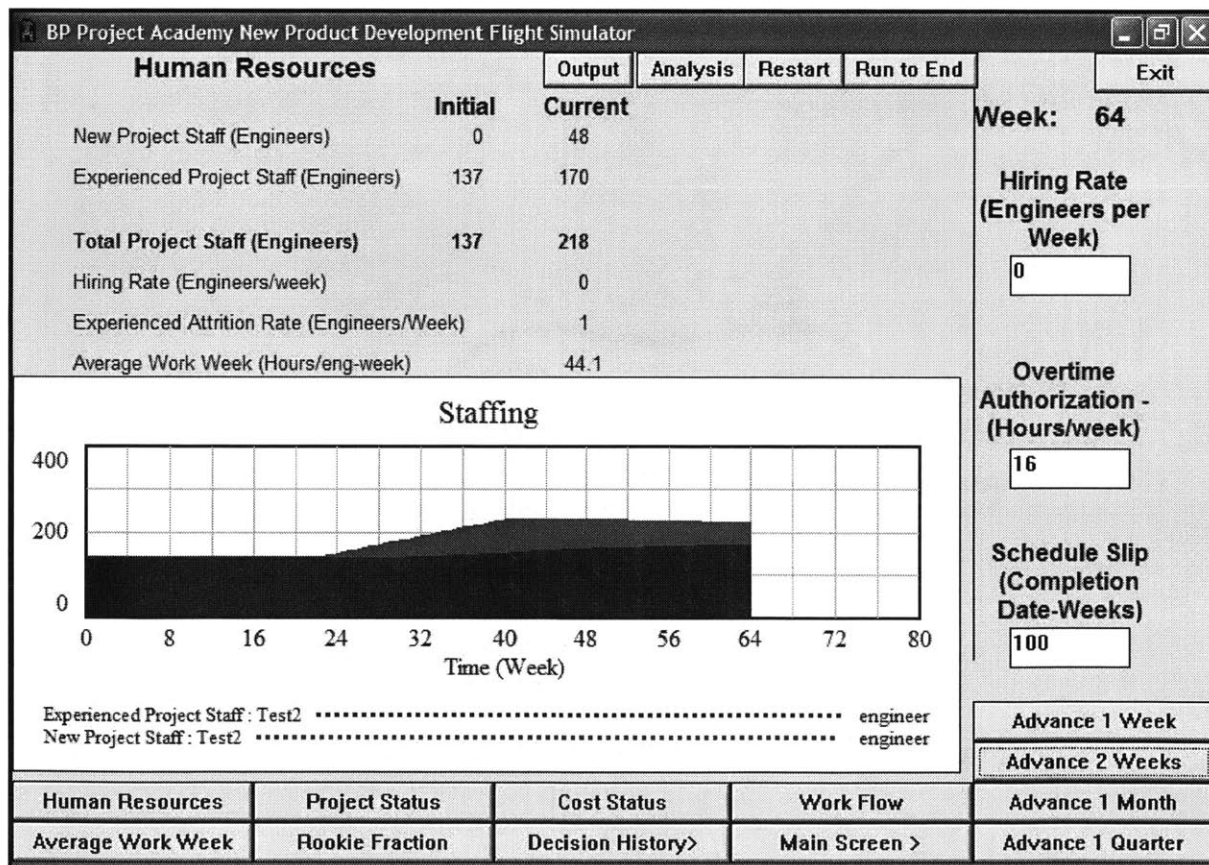 BP Project Academy New Product Development Flight Simulator
Human Resources
Output Analysis Restart Run to End Exit
Initial Current
New Project Staff (Engineers) 0 48
Experienced Project Staff (Engineers) 137 170
Total Project Staff (Engineers) 137 218
Hiring Rate (Engineers/week) 0
Experienced Attrition Rate (Engineers/Week) 1
Average Work Week (Hours/eng-week) 44.1
Week: 64
Hiring Rate
(Engineers per
Week)
0
Overtime
Authorization -
(Hours/week)
16
Schedule Slip
(Completion
Date-Weeks)
100
Staffing
400
200
0
0 8 16 24 32 40 48 56 64 72 80
Time (Week)
Experienced Project Staff : Test2 engineer
New Project Staff : Test2 engineer
Advance 1 Week
Advance 2 Weeks
Human Resources Project Status Cost Status Work Flow Advance 1 Month
Average Work Week Rookie Fraction Decision History> Main Screen > Advance 1 Quarter